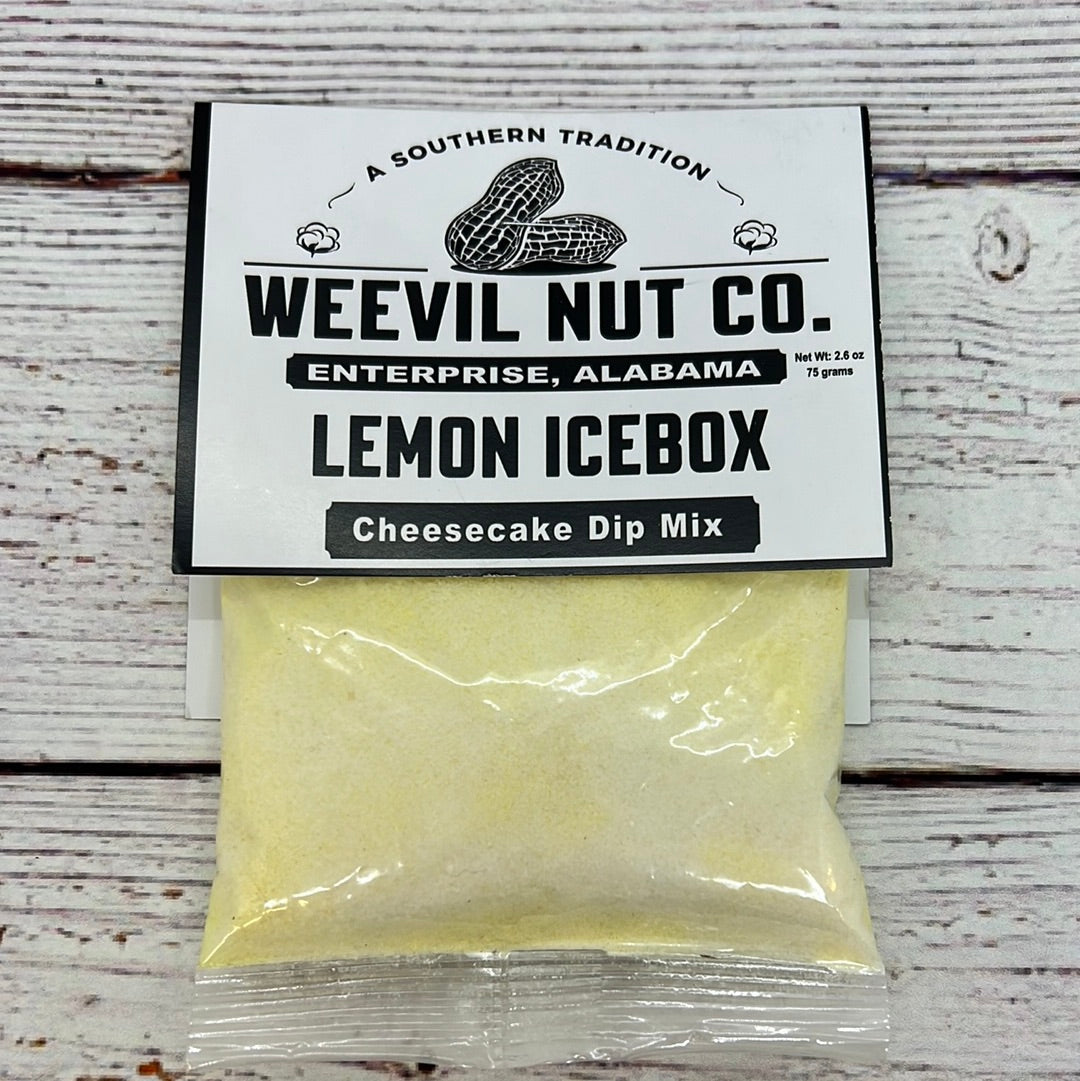 A SOUTHERN TRADITION
WEEVIL NUT CO.
ENTERPRISE, ALABAMA
Net Wt: 2.6 oz
75 grams
LEMON ICEBOX
Cheesecake Dip Mix